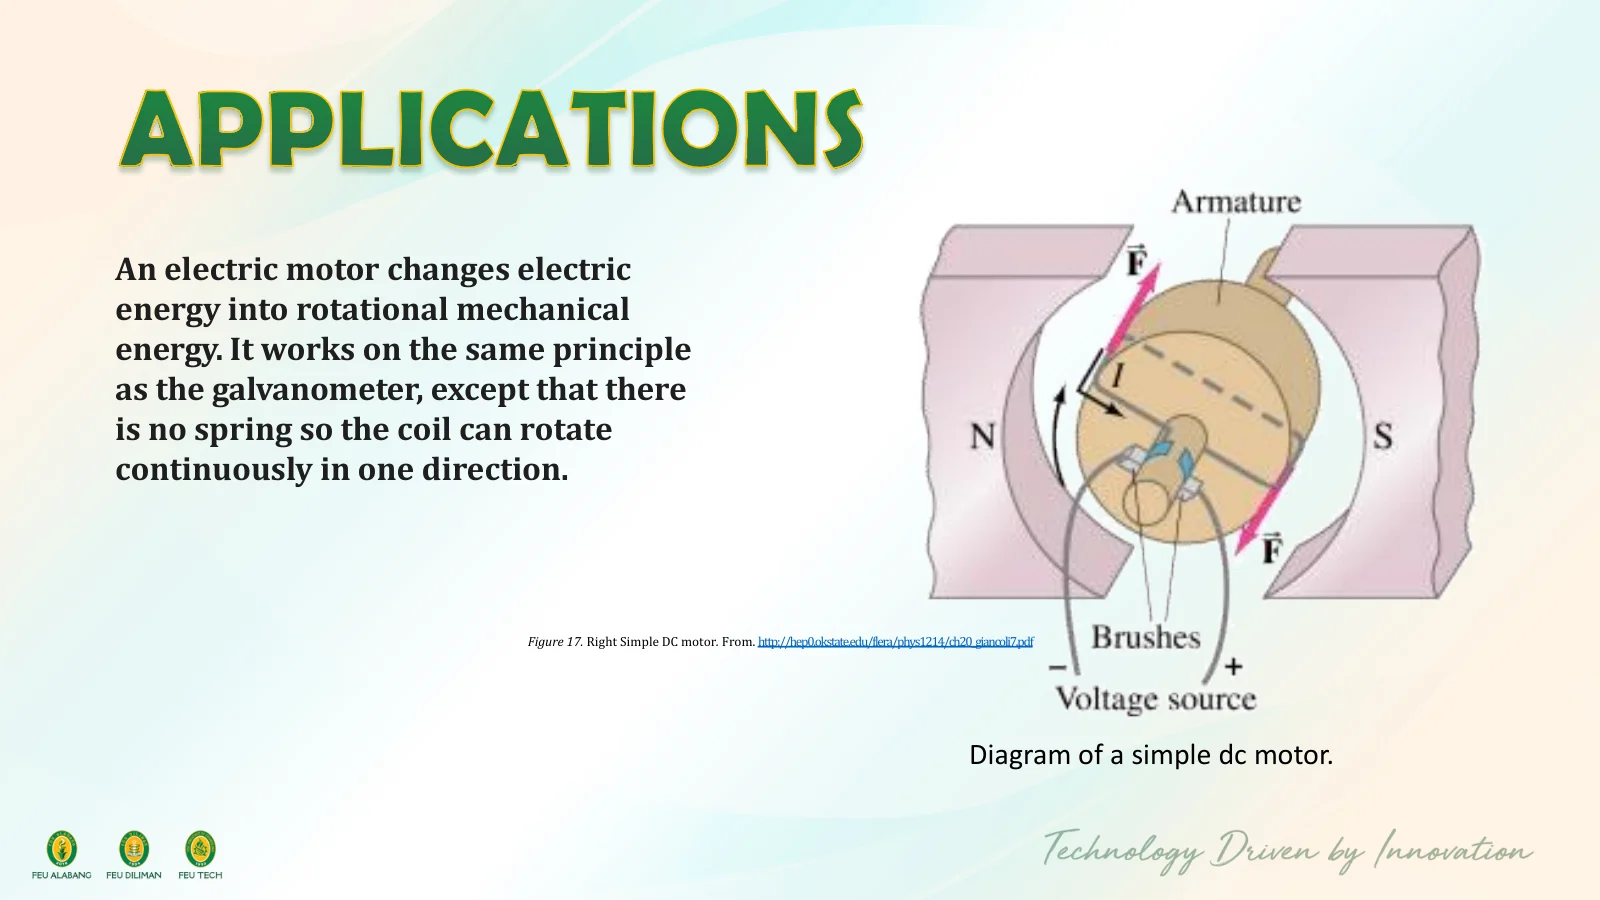 APPLICATIONS
An electric motor changes electric
energy into rotational mechanical
energy. It works on the same principle
as the galvanometer, except that there
is no spring so the coil can rotate
continuously in one direction.
Armature
F
I
N
S
F
Brushes
– +
Voltage source
Figure 17. Right Simple DC motor. From. http://hep0.okstate.edu/flera/phys1214/ch20_giancoli7.pdf
Diagram of a simple dc motor.
FEU ALABANG FEU DILIMAN FEU TECH
Technology Driven by Innovation